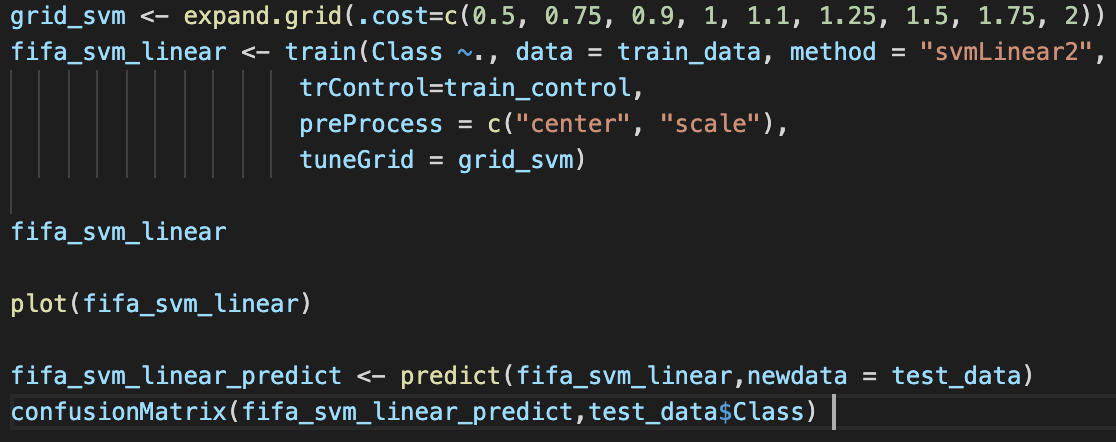 grid_svm <- expand.grid(.cost=c(0.5, 0.75, 0.9, 1, 1.1, 1.25, 1.5, 1.75, 2))
fifa_svm_linear <- train(Class ~., data = train_data, method = "svmLinear2",
trControl=train_control,
preProcess = c("center", "scale"),
tuneGrid = grid_svm)
fifa_svm_linear
plot(fifa_svm_linear)
fifa_svm_linear_predict <- predict(fifa_svm_linear,newdata = test_data)
confusionMatrix(fifa_svm_linear_predict,test_data$Class)